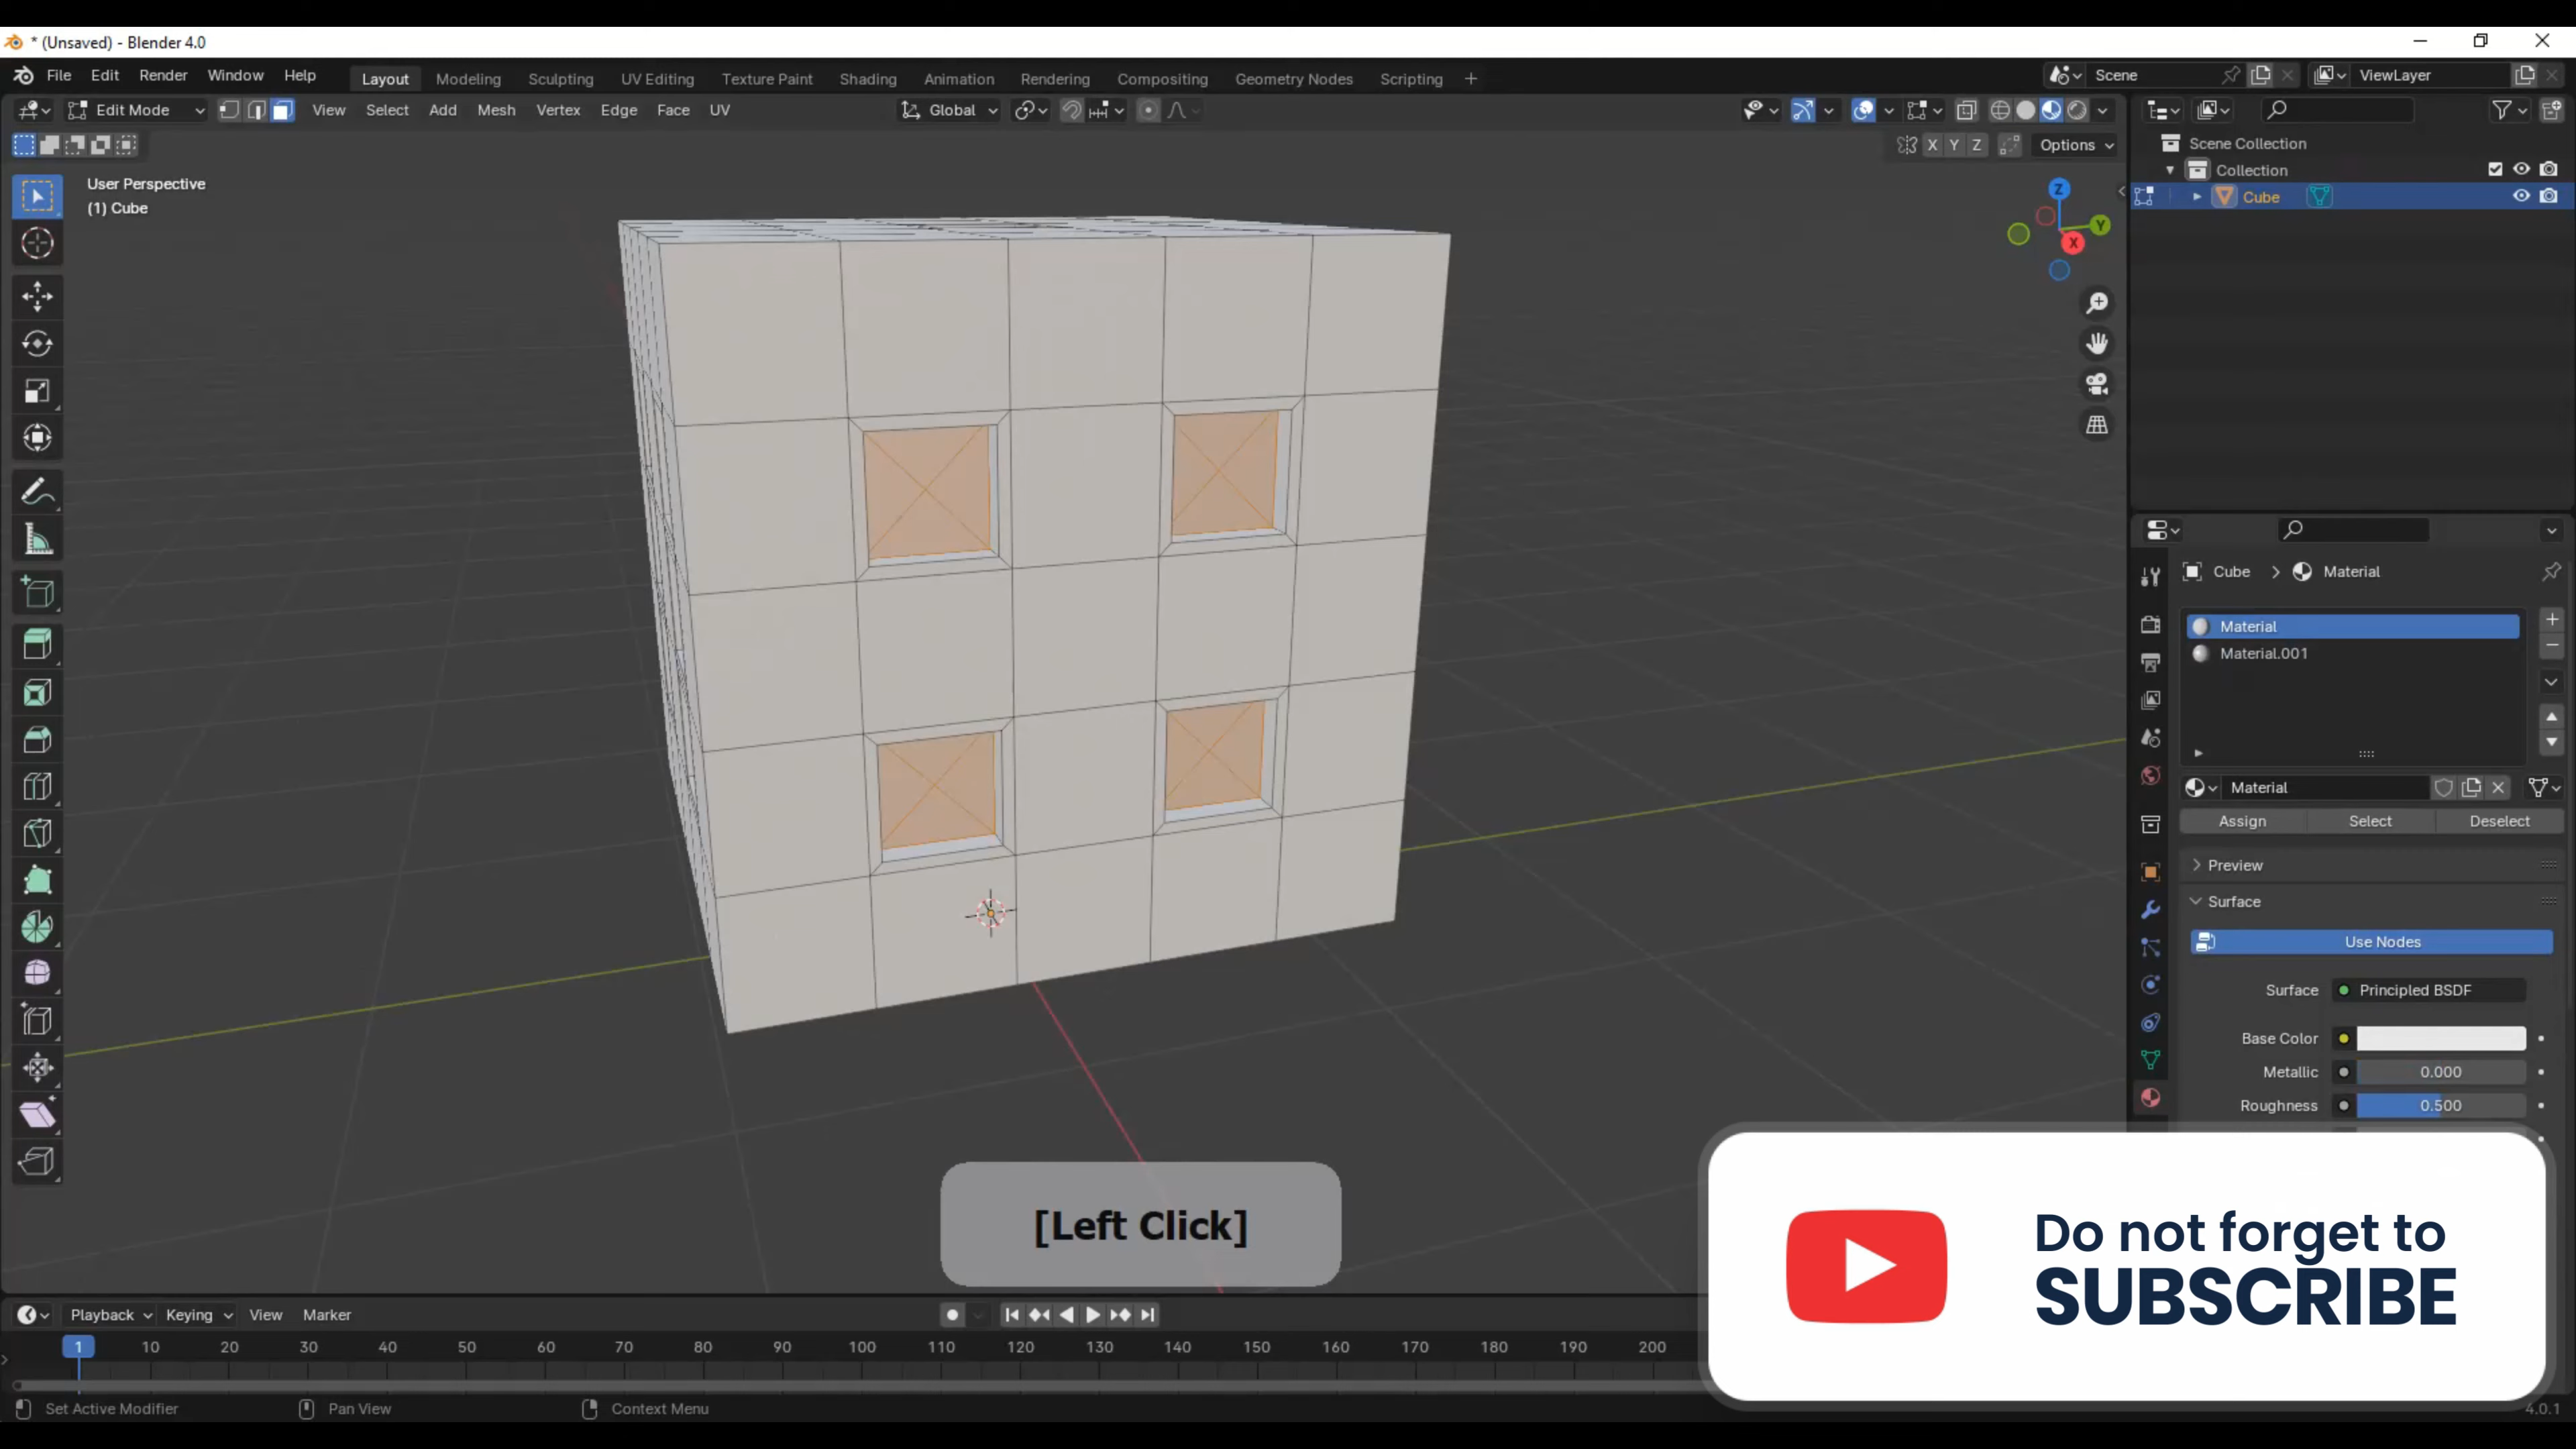 * (Unsaved) - Blender 4.0
File Edit Render Window Help Layout Modeling Sculpting UV Editing Texture Paint Shading Animation Rendering Compositing Geometry Nodes Scripting + Scene ViewLayer
Edit Mode View Select Add Mesh Vertex Edge Face UV Global
X Y Z Options
User Perspective
(1) Cube
Z
Y
X
Scene Collection
Collection
Cube
Cube > Material
Material
Material.001
Material
Assign Select Deselect
Preview
Surface
Use Nodes
Surface Principled BSDF
Base Color
Metallic 0.000
Roughness 0.500
[Left Click]
Do not forget to
SUBSCRIBE
Playback Keying View Marker
1 10 20 30 40 50 60 70 80 90 100 110 120 130 140 150 160 170 180 190 200
Set Active Modifier Pan View Context Menu 4.0.1